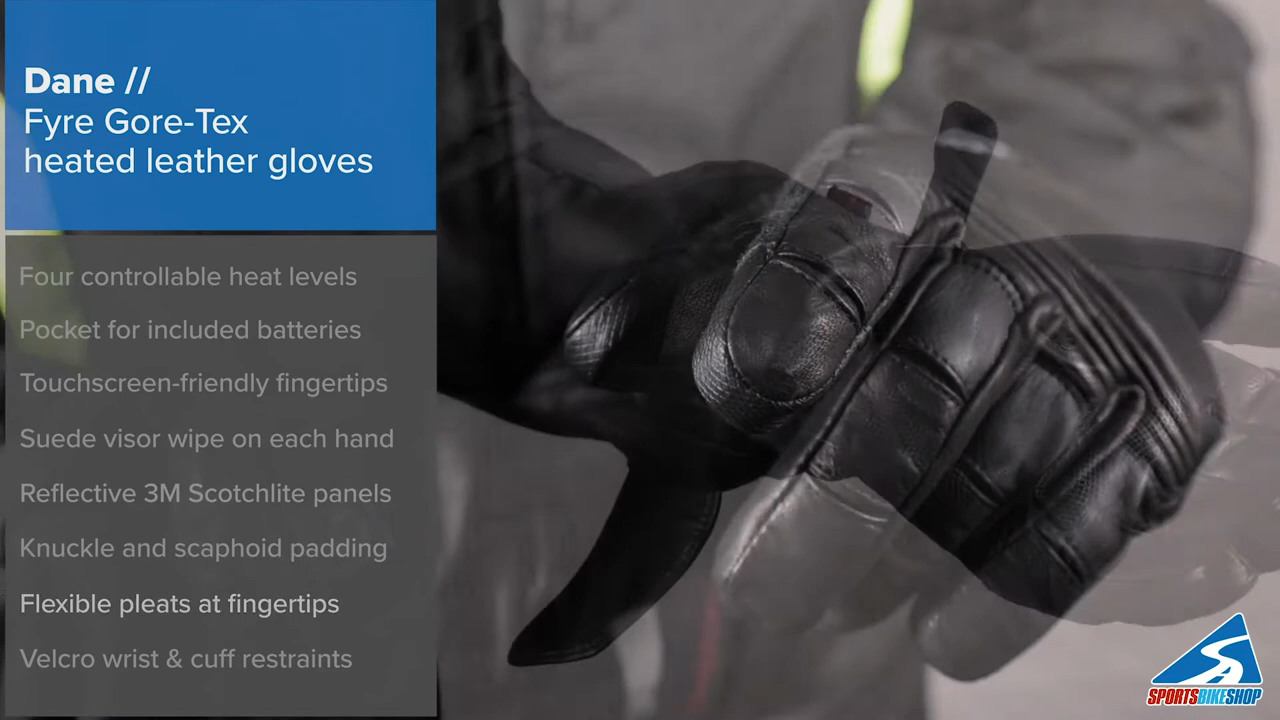 Dane //
Fyre Gore-Tex
heated leather gloves
Four controllable heat levels
Pocket for included batteries
Touchscreen-friendly fingertips
Suede visor wipe on each hand
Reflective 3M Scotchlite panels
Knuckle and scaphoid padding
Flexible pleats at fingertips
Velcro wrist & cuff restraints
SPORTSBIKESHOP